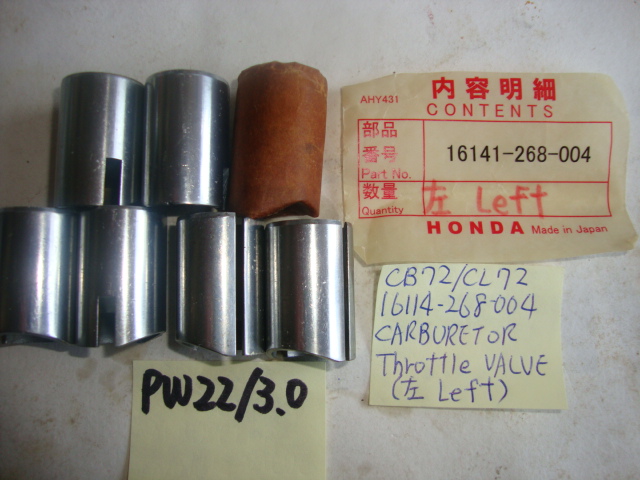 内容明細
AHY431
CONTENTS
部品
番号
Part No.
16141-268-004
数量
Quantity
左 Left
HONDA Made in Japan
CB72/CL72
16114-268-004
CARBURETOR
Throttle VALVE
(左 Left)
PW22/3.0